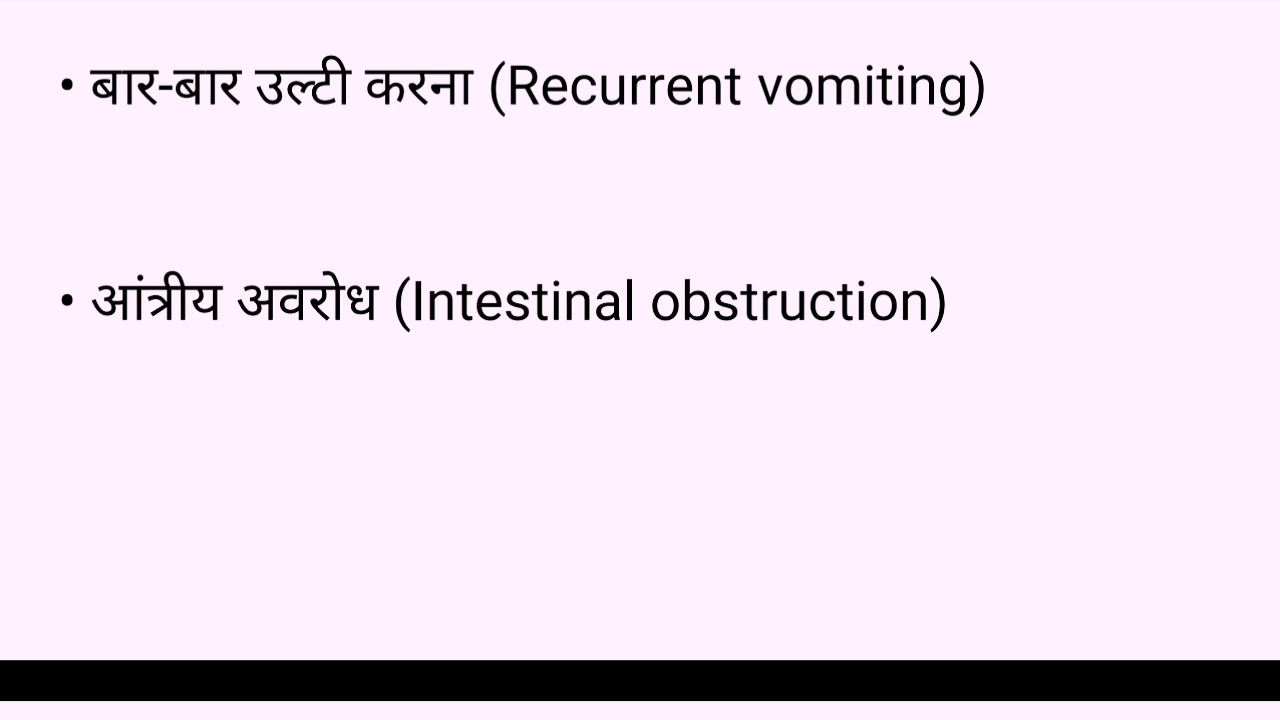 • बार-बार उल्टी करना (Recurrent vomiting)
• आंत्रीय अवरोध (Intestinal obstruction)